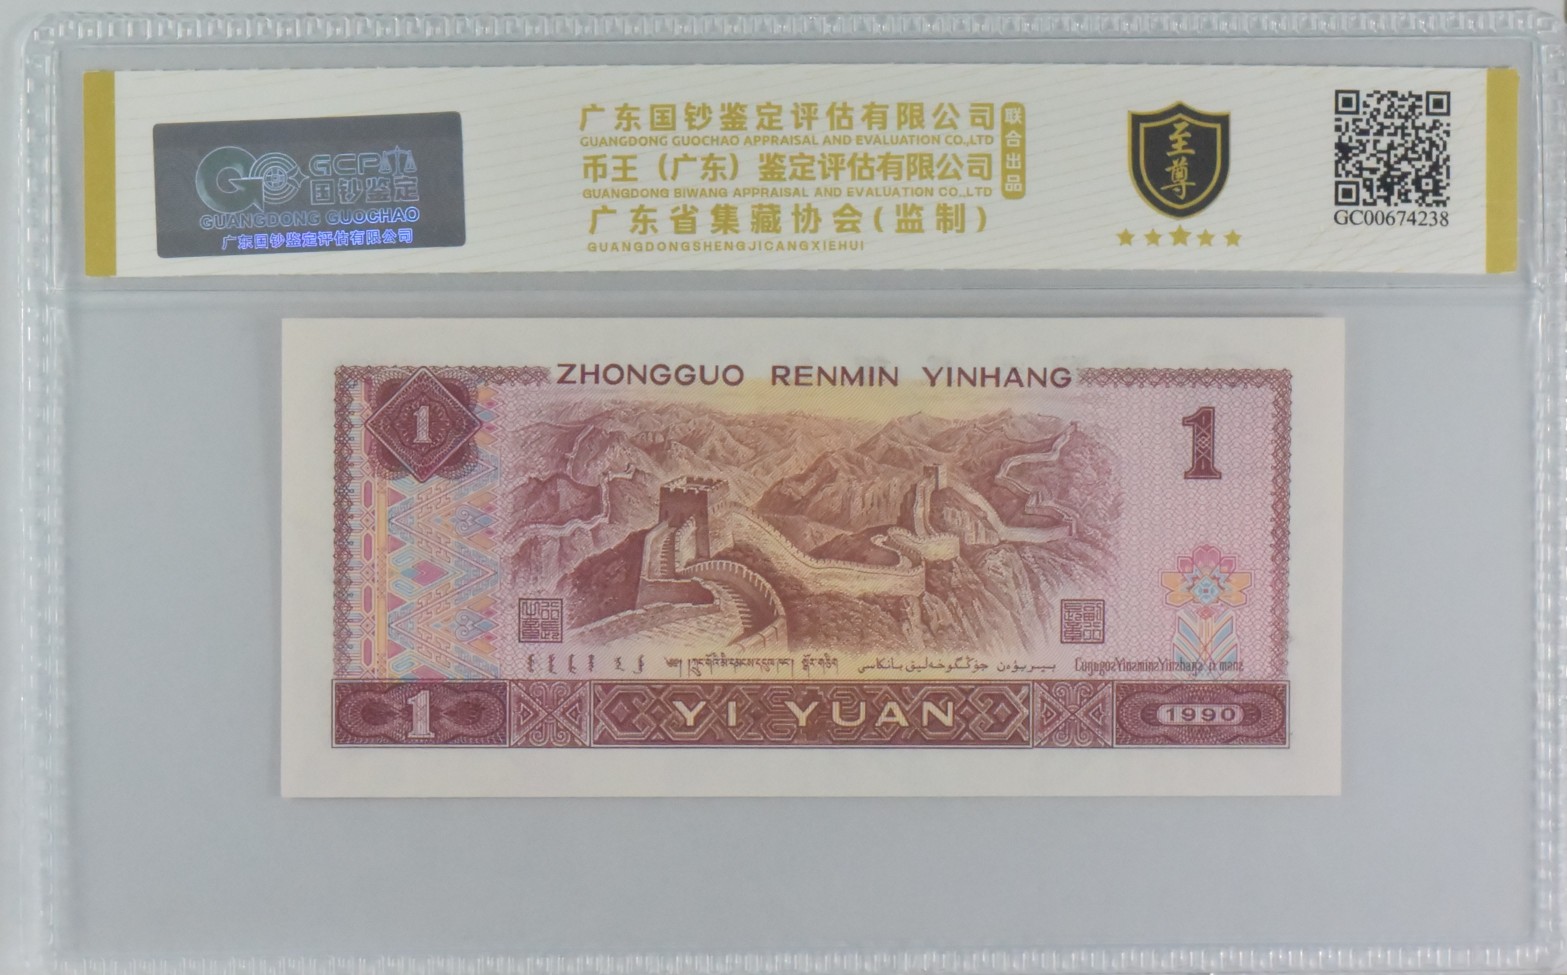 GCP
国钞鉴定
GUANGDONG GUOCHAO
广东国钞鉴定评估有限公司
广东国钞鉴定评估有限公司
GUANGDONG GUOCHAO APPRAISAL AND EVALUATION CO.,LTD
币王（广东）鉴定评估有限公司
GUANGDONG BIWANG APPRAISAL AND EVALUATION CO.,LTD
联合出品
广东省集藏协会(监制)
GUANGDONGSHENGJICANGXIEHUI
至尊
GC00674238
ZHONGGUO RENMIN YINHANG
1
1
1
YI YUAN
1990